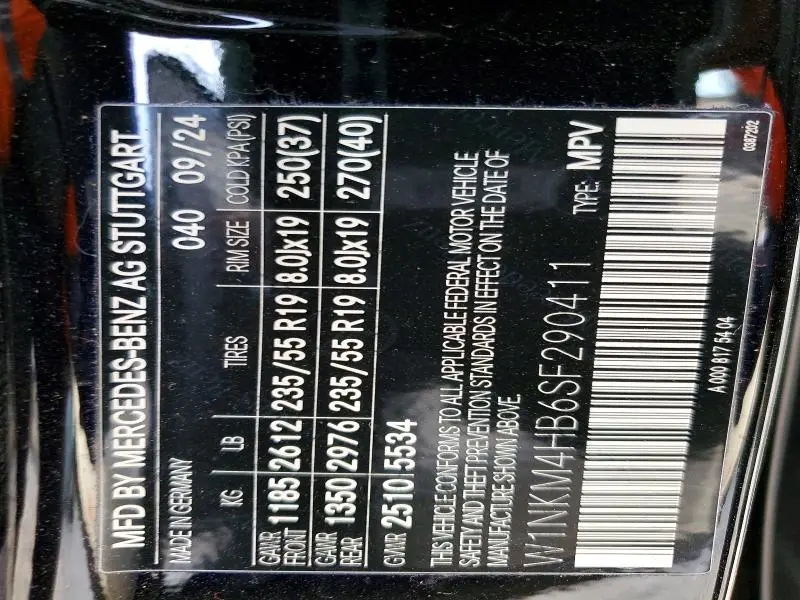 MFD BY MERCEDES-BENZ AG STUTTGART
MADE IN GERMANY 040 09/24
KG LB TIRES RIM SIZE COLD KPA(PSI)
GAWR FRONT 1185 2612 235/55 R19 8.0Jx19 250(37)
GAWR REAR 1350 2976 235/55 R19 8.0Jx19 270(40)
GVWR 2510 5534
THIS VEHICLE CONFORMS TO ALL APPLICABLE FEDERAL MOTOR VEHICLE
SAFETY AND THEFT PREVENTION STANDARDS IN EFFECT ON THE DATE OF
MANUFACTURE SHOWN ABOVE.
W1NKM4HB6SF290411 TYPE: MPV
A 000 817 54 04 0387202